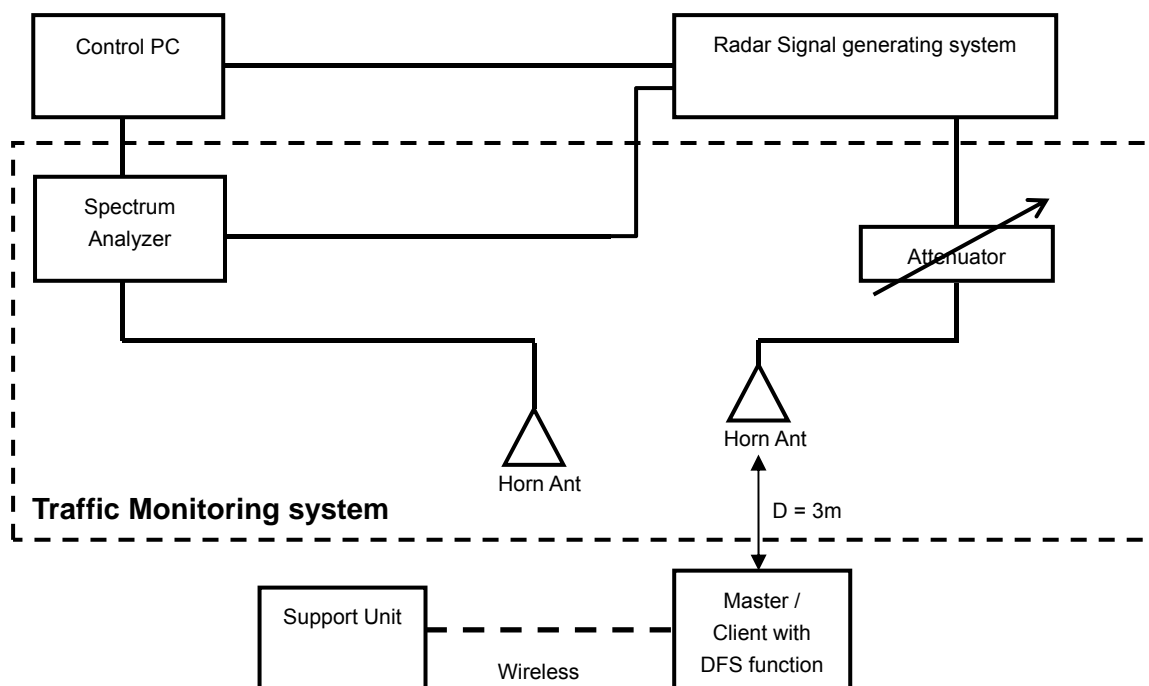 Control PC
Radar Signal generating system
Spectrum
Analyzer
Attenuator
Horn Ant
Horn Ant
Traffic Monitoring system
D = 3m
Support Unit
Wireless
Master /
Client with
DFS function